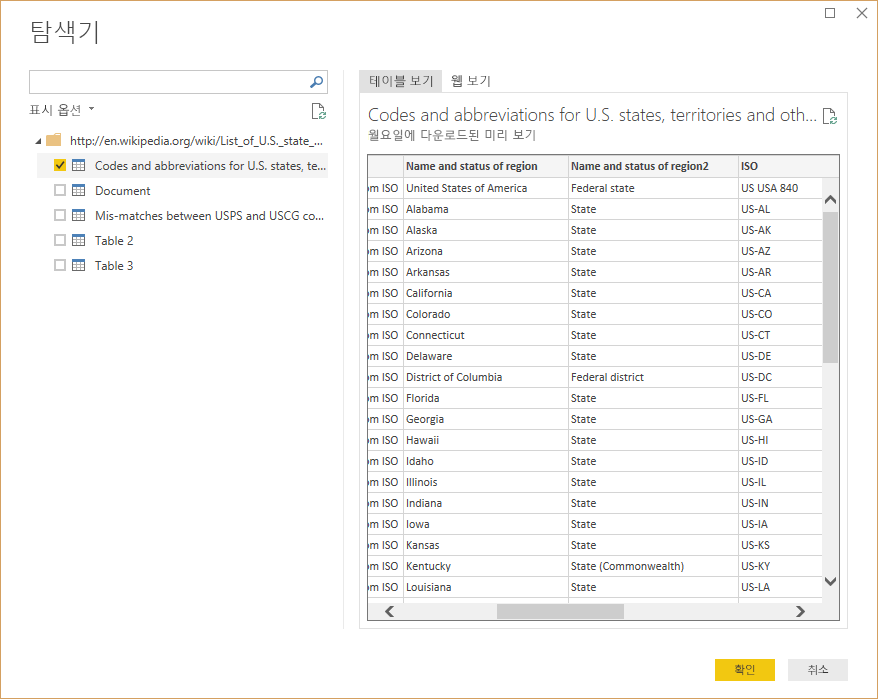 탐색기
표시 옵션
http://en.wikipedia.org/wiki/List_of_U.S._state_...
Codes and abbreviations for U.S. states, te...
Document
Mis-matches between USPS and USCG co...
Table 2
Table 3
테이블 보기 웹 보기
Codes and abbreviations for U.S. states, territories and oth...
월요일에 다운로드된 미리 보기
Name and status of region Name and status of region2 ISO
om ISO United States of America Federal state US USA 840
om ISO Alabama State US-AL
om ISO Alaska State US-AK
om ISO Arizona State US-AZ
om ISO Arkansas State US-AR
om ISO California State US-CA
om ISO Colorado State US-CO
om ISO Connecticut State US-CT
om ISO Delaware State US-DE
om ISO District of Columbia Federal district US-DC
om ISO Florida State US-FL
om ISO Georgia State US-GA
om ISO Hawaii State US-HI
om ISO Idaho State US-ID
om ISO Illinois State US-IL
om ISO Indiana State US-IN
om ISO Iowa State US-IA
om ISO Kansas State US-KS
om ISO Kentucky State (Commonwealth) US-KY
om ISO Louisiana State US-LA
확인 취소